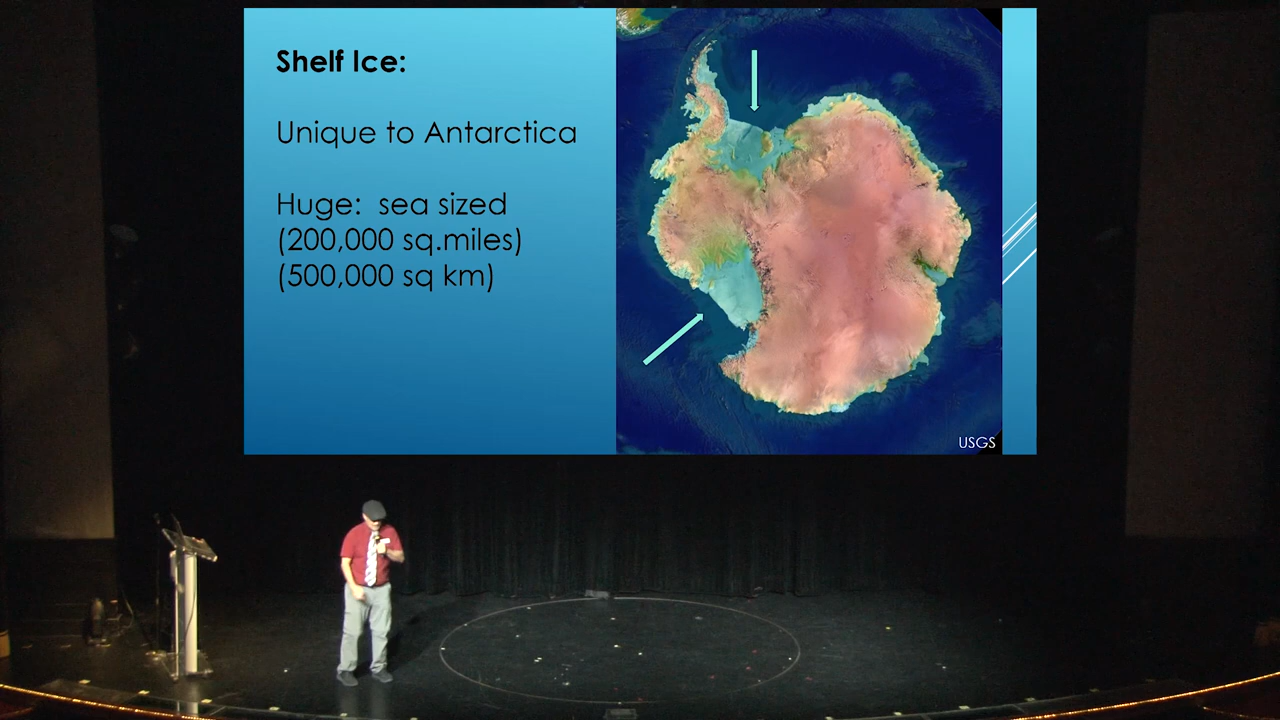 Shelf Ice:
Unique to Antarctica
Huge:  sea sized
(200,000 sq.miles)
(500,000 sq km)
USGS